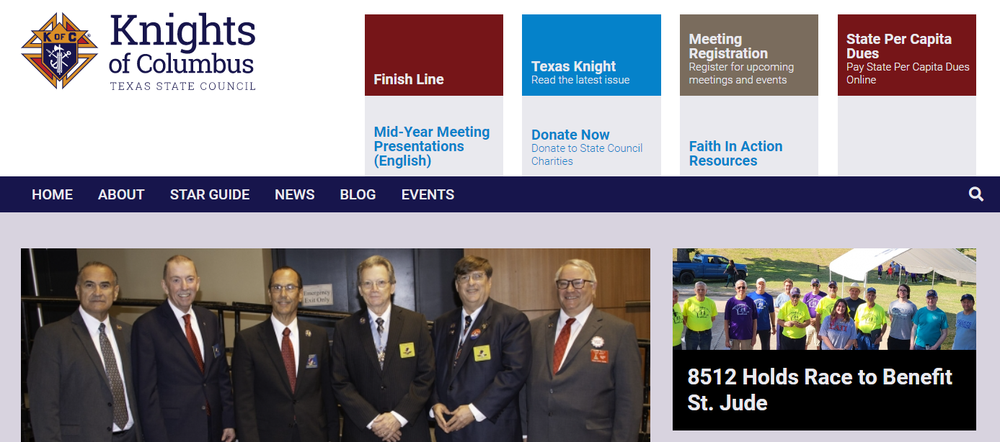 K OF C
Knights
of Columbus
TEXAS STATE COUNCIL
Finish Line
Texas Knight
Read the latest issue
Meeting
Registration
Register for upcoming
meetings and events
State Per Capita
Dues
Pay State Per Capita Dues
Online
Mid-Year Meeting
Presentations
(English)
Donate Now
Donate to State Council
Charities
Faith In Action
Resources
HOME ABOUT STAR GUIDE NEWS BLOG EVENTS
Emergency
Exit Only
8512 Holds Race to Benefit
St. Jude